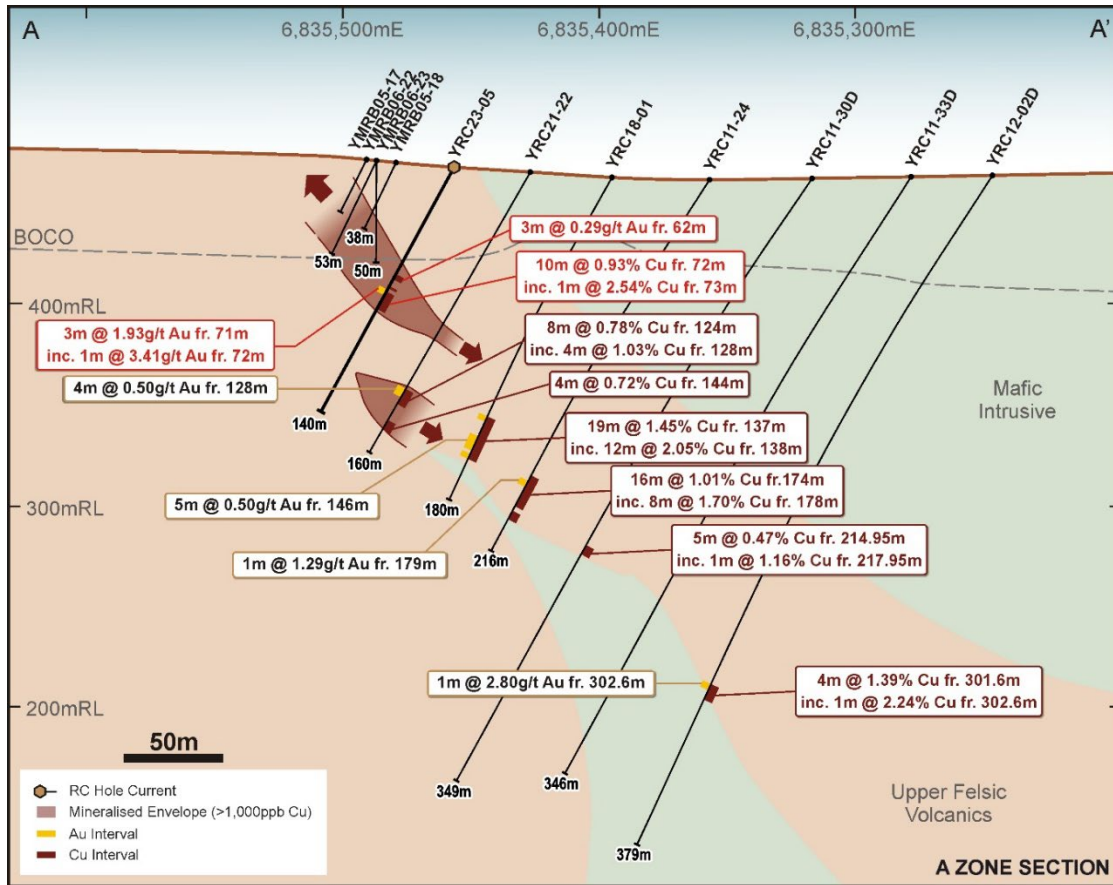 A
6,835,500mE
6,835,400mE
6,835,300mE
A'
YMRB05-17
YMRB06-22
YMRB06-23
YMRB05-18
YRC23-05
YRC21-22
YRC18-01
YRC11-24
YRC11-30D
YRC11-33D
YRC12-02D
BOCO
38m
53m
50m
3m @ 0.29g/t Au fr. 62m
10m @ 0.93% Cu fr. 72m
inc. 1m @ 2.54% Cu fr. 73m
400mRL
3m @ 1.93g/t Au fr. 71m
inc. 1m @ 3.41g/t Au fr. 72m
8m @ 0.78% Cu fr. 124m
inc. 4m @ 1.03% Cu fr. 128m
4m @ 0.50g/t Au fr. 128m
4m @ 0.72% Cu fr. 144m
Mafic
Intrusive
140m
160m
19m @ 1.45% Cu fr. 137m
inc. 12m @ 2.05% Cu fr. 138m
16m @ 1.01% Cu fr.174m
inc. 8m @ 1.70% Cu fr. 178m
5m @ 0.50g/t Au fr. 146m
180m
300mRL
216m
1m @ 1.29g/t Au fr. 179m
5m @ 0.47% Cu fr. 214.95m
inc. 1m @ 1.16% Cu fr. 217.95m
1m @ 2.80g/t Au fr. 302.6m
4m @ 1.39% Cu fr. 301.6m
inc. 1m @ 2.24% Cu fr. 302.6m
200mRL
50m
349m
346m
379m
RC Hole Current
Mineralised Envelope (>1,000ppb Cu)
Au Interval
Cu Interval
Upper Felsic
Volcanics
A ZONE SECTION